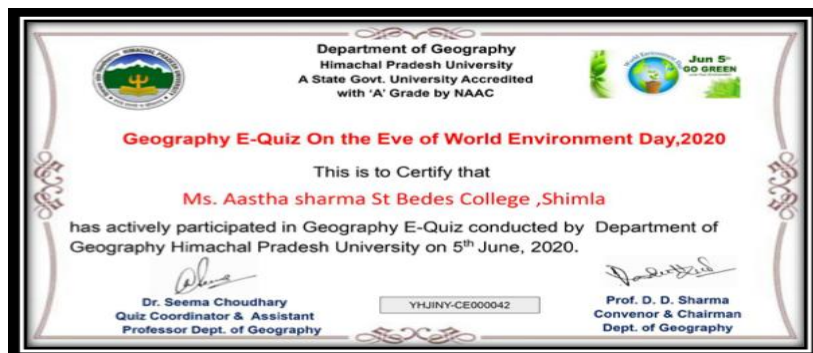 Department of Geography
Himachal Pradesh University
A State Govt. University Accredited
with 'A' Grade by NAAC
Jun 5th
GO GREEN
World Environment Day
Geography E-Quiz On the Eve of World Environment Day,2020
This is to Certify that
Ms. Aastha sharma St Bedes College ,Shimla
has actively participated in Geography E-Quiz conducted by Department of
Geography Himachal Pradesh University on 5th June, 2020.
Dr. Seema Choudhary
Quiz Coordinator & Assistant
Professor Dept. of Geography
YHJINY-CE000042
Prof. D. D. Sharma
Convenor & Chairman
Dept. of Geography